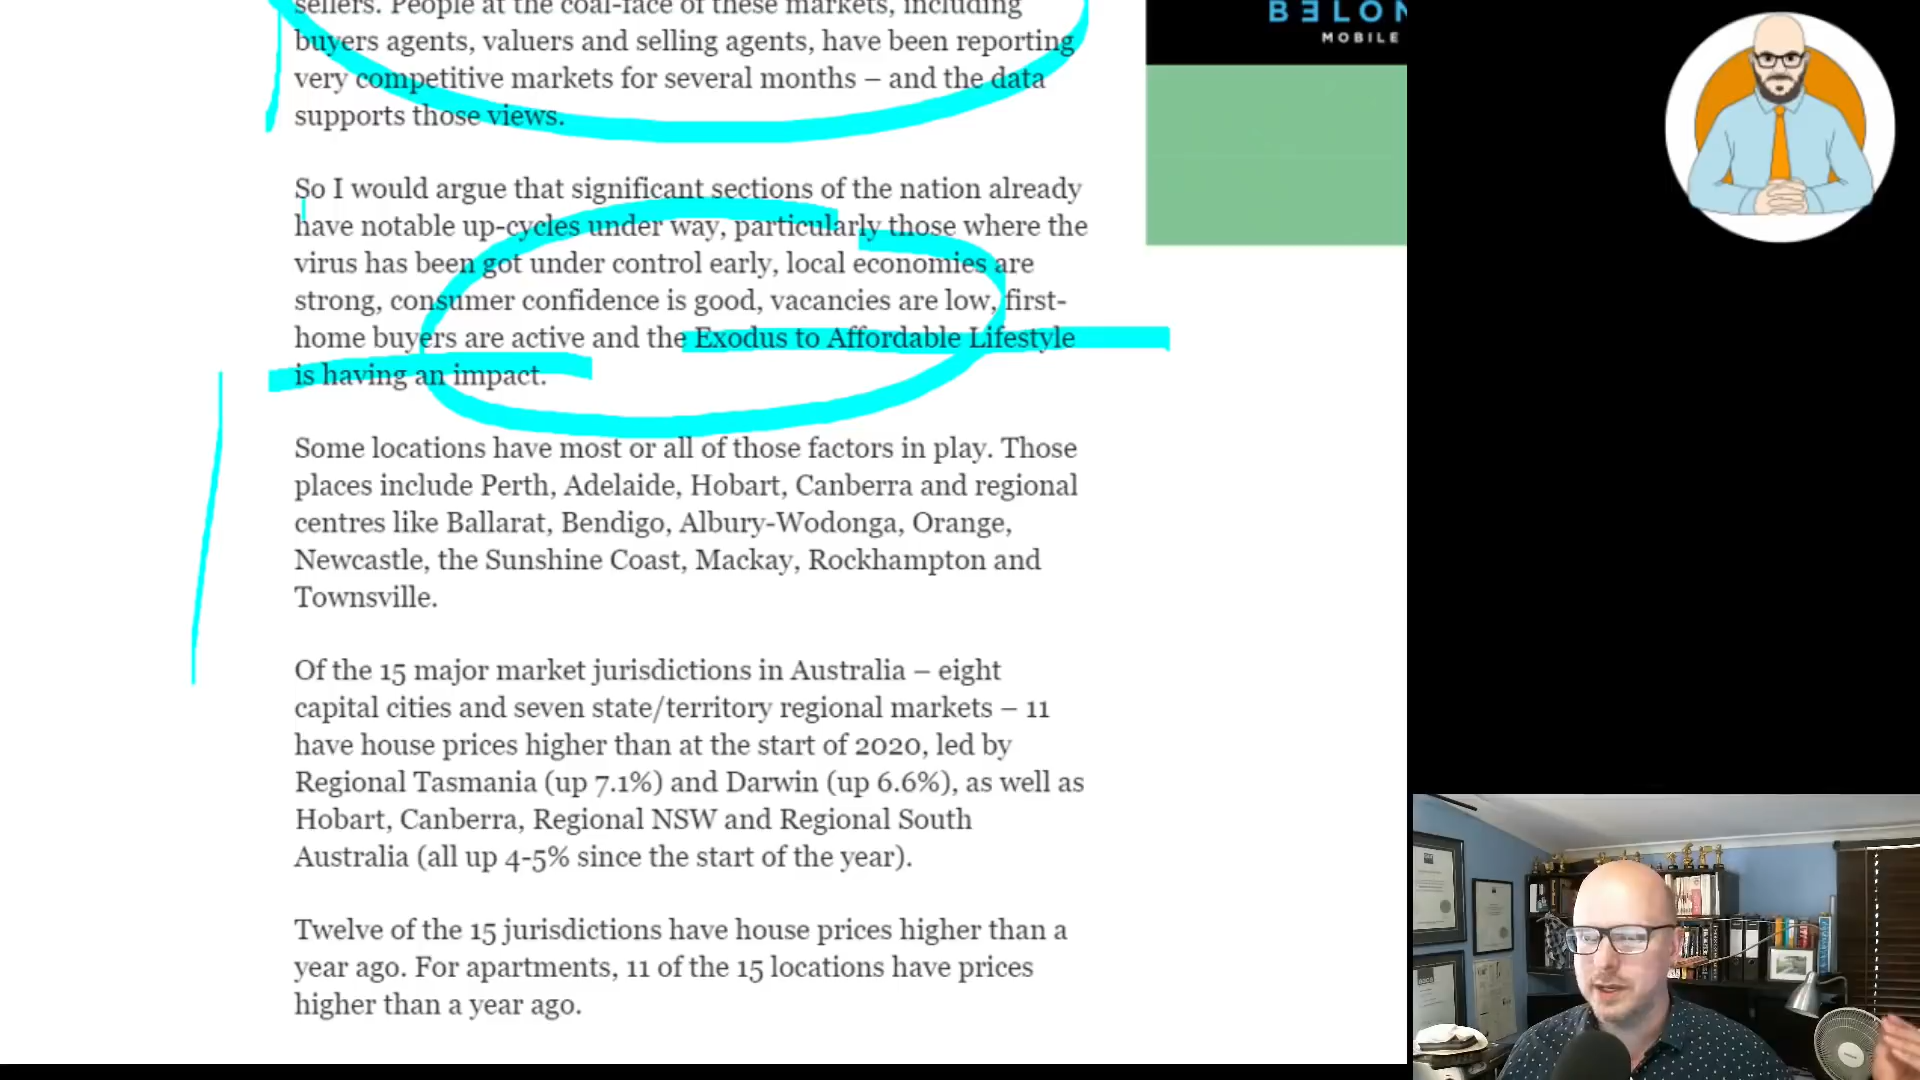 sellers. People at the coal-face of these markets, including
buyers agents, valuers and selling agents, have been reporting
very competitive markets for several months – and the data
supports those views.
So I would argue that significant sections of the nation already
have notable up-cycles under way, particularly those where the
virus has been got under control early, local economies are
strong, consumer confidence is good, vacancies are low, first-
home buyers are active and the Exodus to Affordable Lifestyle
is having an impact.
Some locations have most or all of those factors in play. Those
places include Perth, Adelaide, Hobart, Canberra and regional
centres like Ballarat, Bendigo, Albury-Wodonga, Orange,
Newcastle, the Sunshine Coast, Mackay, Rockhampton and
Townsville.
Of the 15 major market jurisdictions in Australia – eight
capital cities and seven state/territory regional markets – 11
have house prices higher than at the start of 2020, led by
Regional Tasmania (up 7.1%) and Darwin (up 6.6%), as well as
Hobart, Canberra, Regional NSW and Regional South
Australia (all up 4-5% since the start of the year).
Twelve of the 15 jurisdictions have house prices higher than a
year ago. For apartments, 11 of the 15 locations have prices
higher than a year ago.
BELON
MOBILE